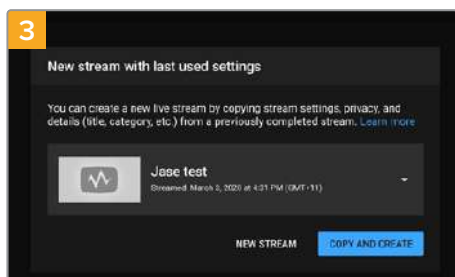 3
New stream with last used settings
You can create a new live stream by copying stream settings, privacy, and
details (title, category, etc.) from a previously completed stream. Learn more
Jase test
Streamed: March 3, 2020 at 4:31 PM (GMT+11)
NEW STREAM
COPY AND CREATE